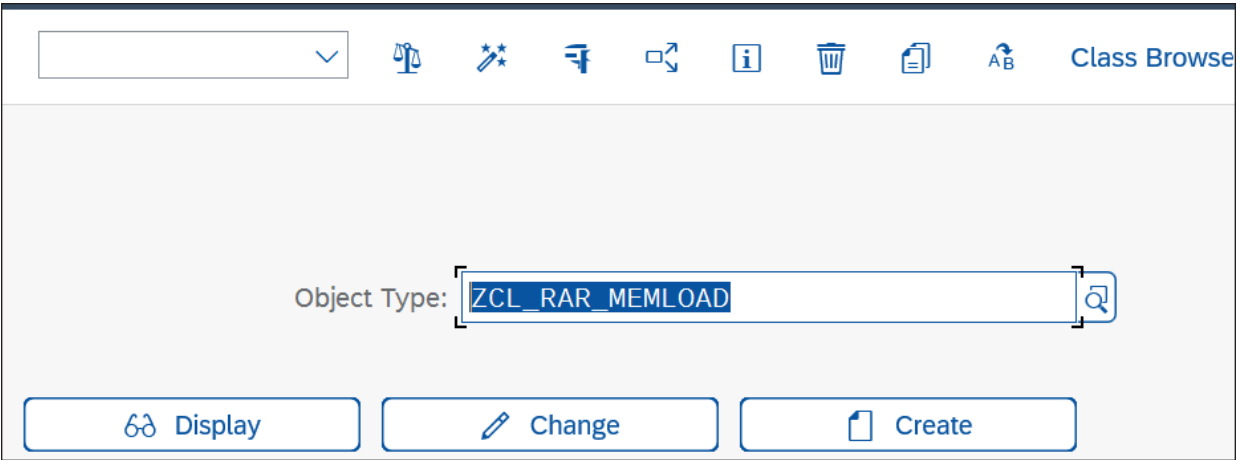 Class Browse
Object Type: ZCL_RAR_MEMLOAD
Display Change Create